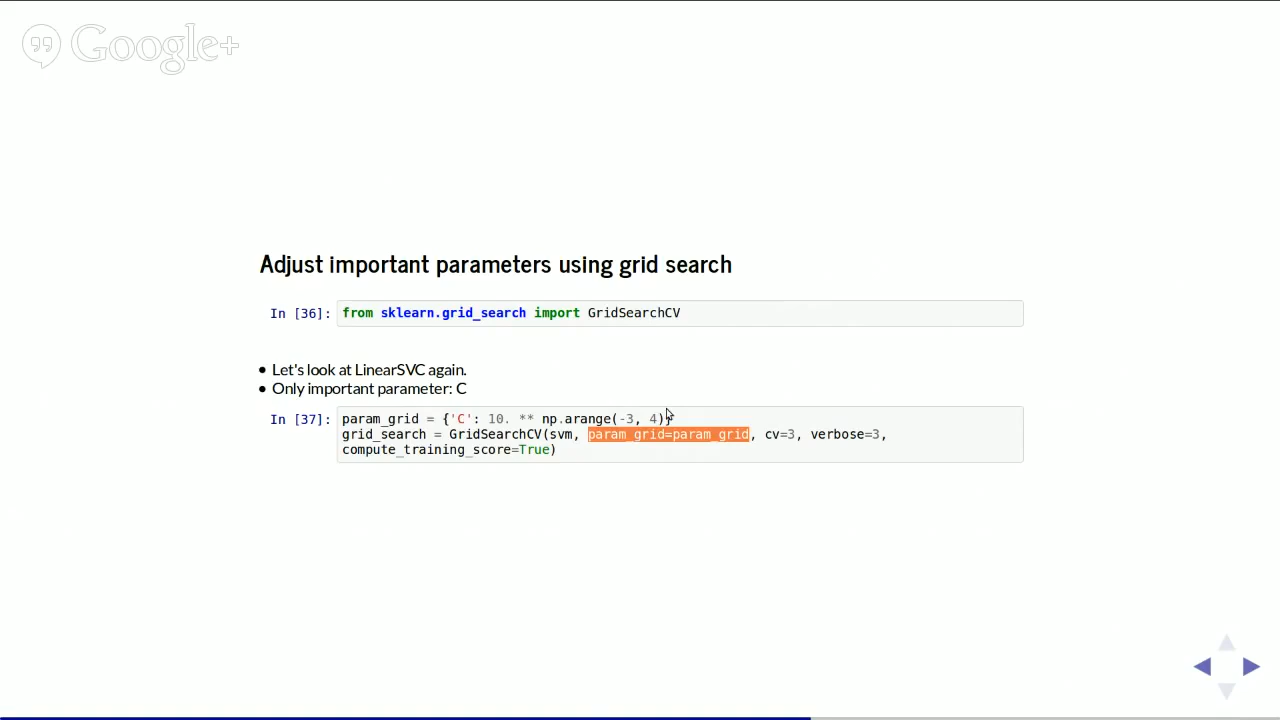 Google+
Adjust important parameters using grid search
In [36]: from sklearn.grid_search import GridSearchCV
● Let's look at LinearSVC again.
● Only important parameter: C
In [37]: param_grid = {'C': 10. ** np.arange(-3, 4)}
grid_search = GridSearchCV(svm, param_grid=param_grid, cv=3, verbose=3,
compute_training_score=True)